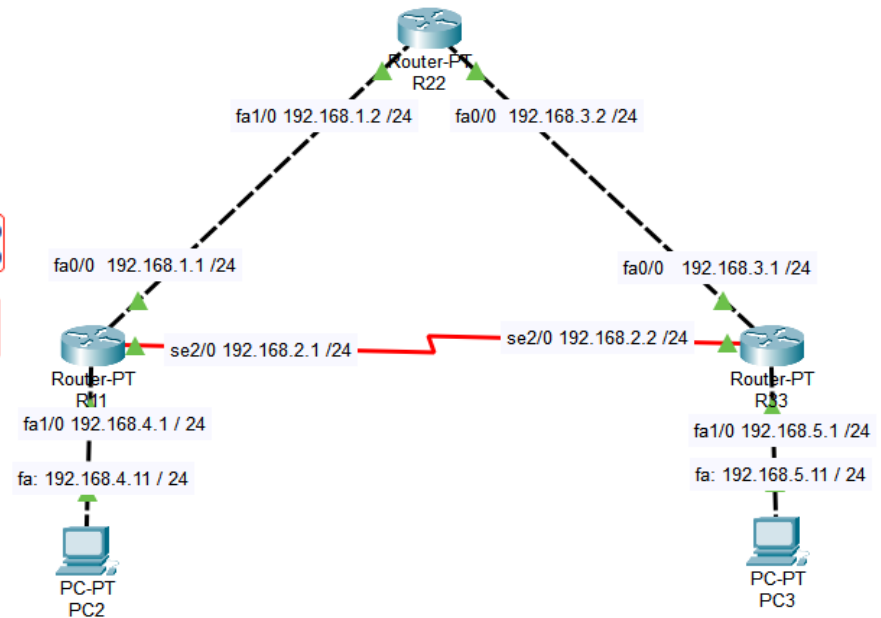 Router-PT
R22
fa1/0 192.168.1.2 /24
fa0/0 192.168.3.2 /24
fa0/0 192.168.1.1 /24
fa0/0 192.168.3.1 /24
se2/0 192.168.2.1 /24
se2/0 192.168.2.2 /24
Router-PT
R11
Router-PT
R33
fa1/0 192.168.4.1 / 24
fa1/0 192.168.5.1 /24
fa: 192.168.4.11 / 24
fa: 192.168.5.11 / 24
PC-PT
PC2
PC-PT
PC3